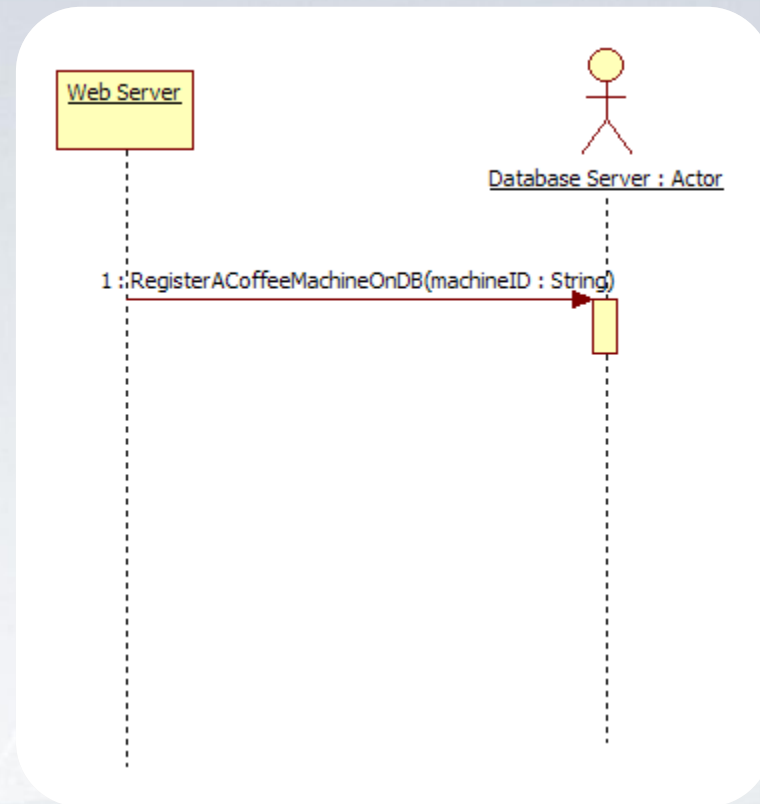 Web Server
Database Server : Actor
1 : RegisterACoffeeMachineOnDB(machineID : String)